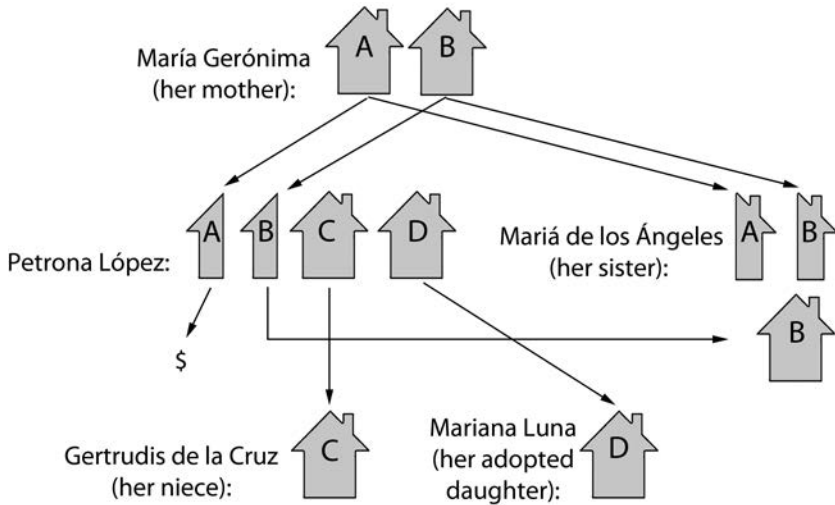 María Gerónima
(her mother):
A B
Petrona López:
A B C D
Mariá de los Ángeles
(her sister):
A B
$
B
Gertrudis de la Cruz
(her niece):
C
Mariana Luna
(her adopted
daughter):
D